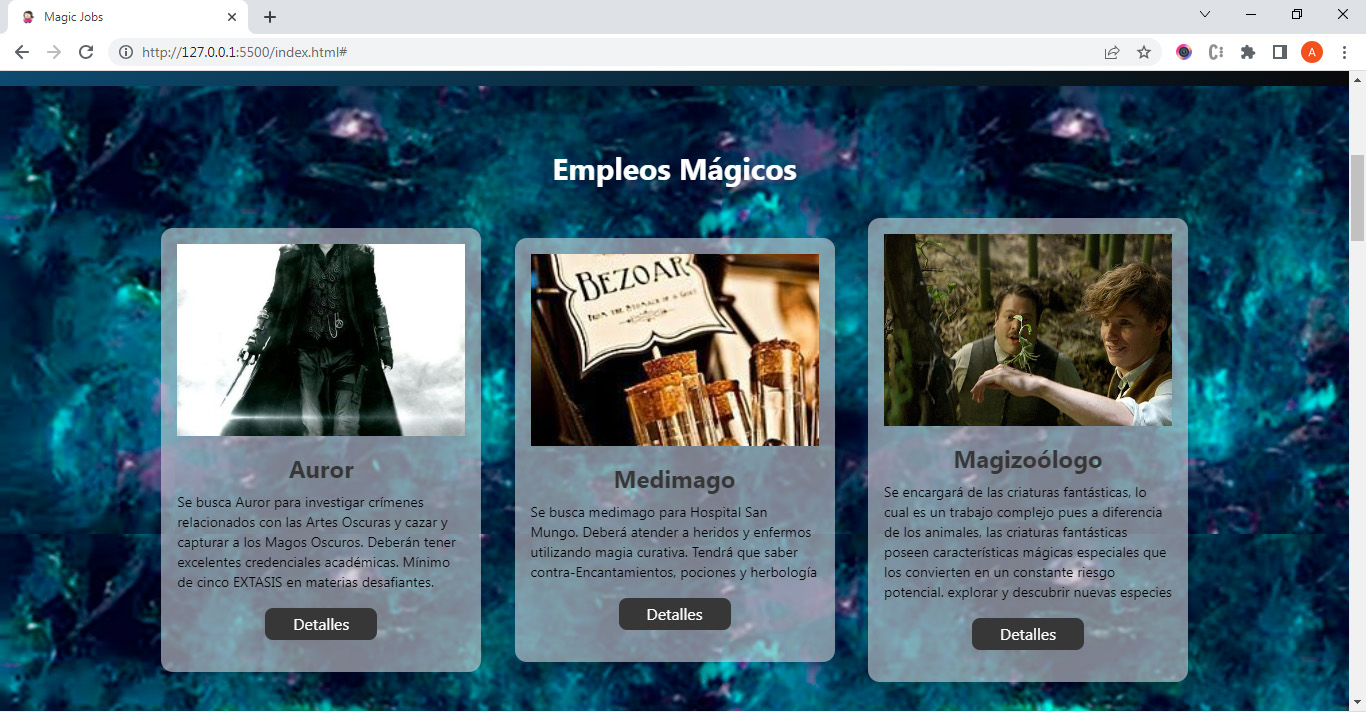 Magic Jobs
http://127.0.0.1:5500/index.html#
A
Empleos Mágicos
Auror
Se busca Auror para investigar crímenes
relacionados con las Artes Oscuras y cazar y
capturar a los Magos Oscuros. Deberán tener
excelentes credenciales académicas. Mínimo
de cinco EXTASIS en materias desafiantes.
Detalles
BEZOAR
FROM THE STOMACH OF A GOAT
Medimago
Se busca medimago para Hospital San
Mungo. Deberá atender a heridos y enfermos
utilizando magia curativa. Tendrá que saber
contra-Encantamientos, pociones y herbología
Detalles
Magizoólogo
Se encargará de las criaturas fantásticas, lo
cual es un trabajo complejo pues a diferencia
de los animales, las criaturas fantásticas
poseen características mágicas especiales que
los convierten en un constante riesgo
potencial. explorar y descubrir nuevas especies
Detalles